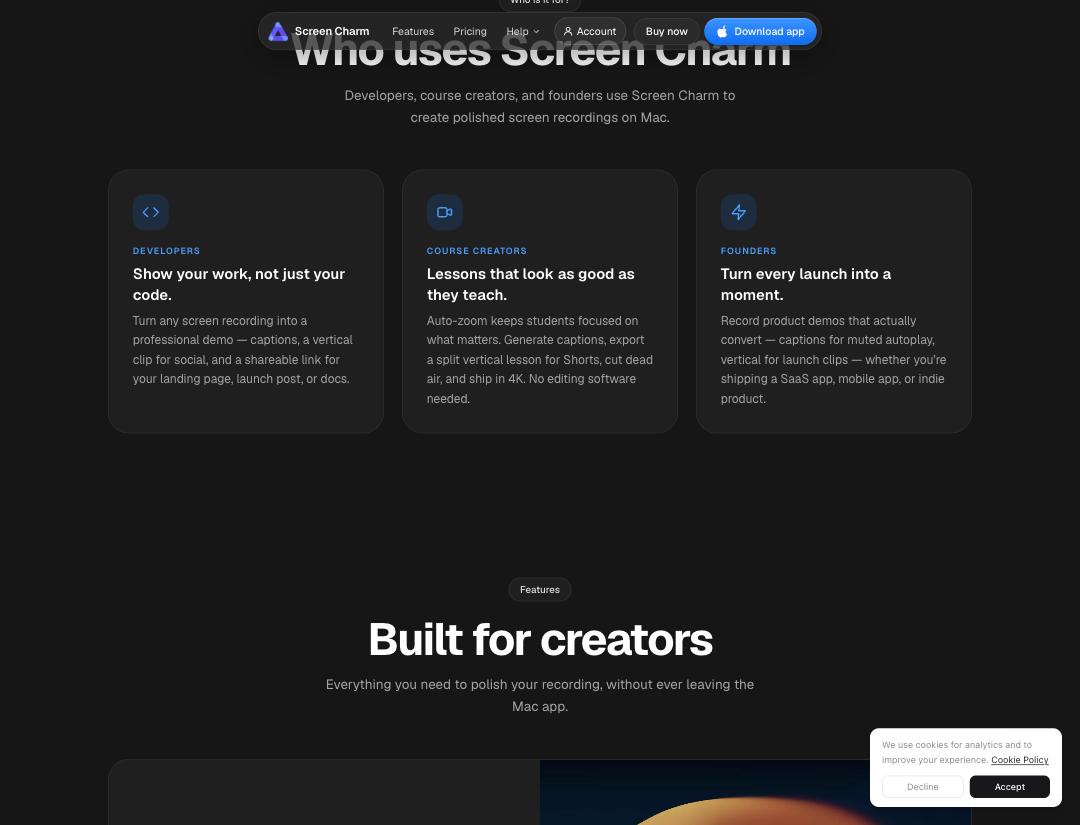 Who is it for?
Screen Charm
Features
Pricing
Help
Account
Buy now
Download app
Who uses Screen Charm
Developers, course creators, and founders use Screen Charm to
create polished screen recordings on Mac.
DEVELOPERS
Show your work, not just your
code.
Turn any screen recording into a
professional demo — captions, a vertical
clip for social, and a shareable link for
your landing page, launch post, or docs.
COURSE CREATORS
Lessons that look as good as
they teach.
Auto-zoom keeps students focused on
what matters. Generate captions, export
a split vertical lesson for Shorts, cut dead
air, and ship in 4K. No editing software
needed.
FOUNDERS
Turn every launch into a
moment.
Record product demos that actually
convert — captions for muted autoplay,
vertical for launch clips — whether you're
shipping a SaaS app, mobile app, or indie
product.
Features
Built for creators
Everything you need to polish your recording, without ever leaving the
Mac app.
We use cookies for analytics and to
improve your experience. Cookie Policy
Decline
Accept